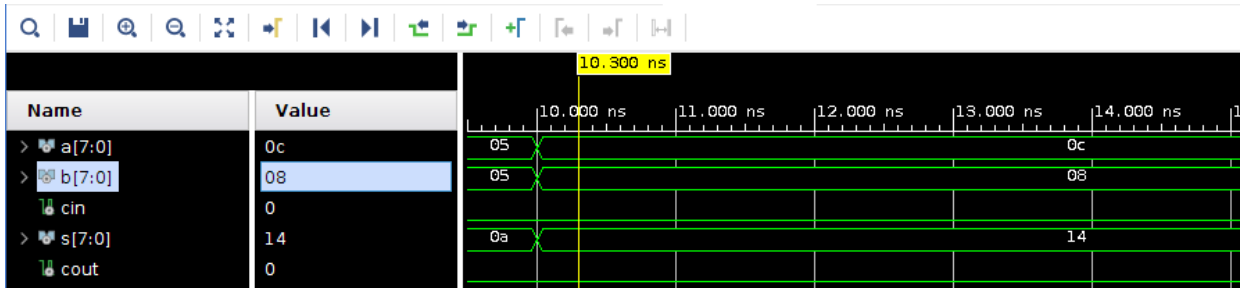 10.300 ns
Name Value 10.000 ns 11.000 ns 12.000 ns 13.000 ns 14.000 ns 1
a[7:0] 0c 05 0c
b[7:0] 08 05 08
cin 0
s[7:0] 14 0a 14
cout 0